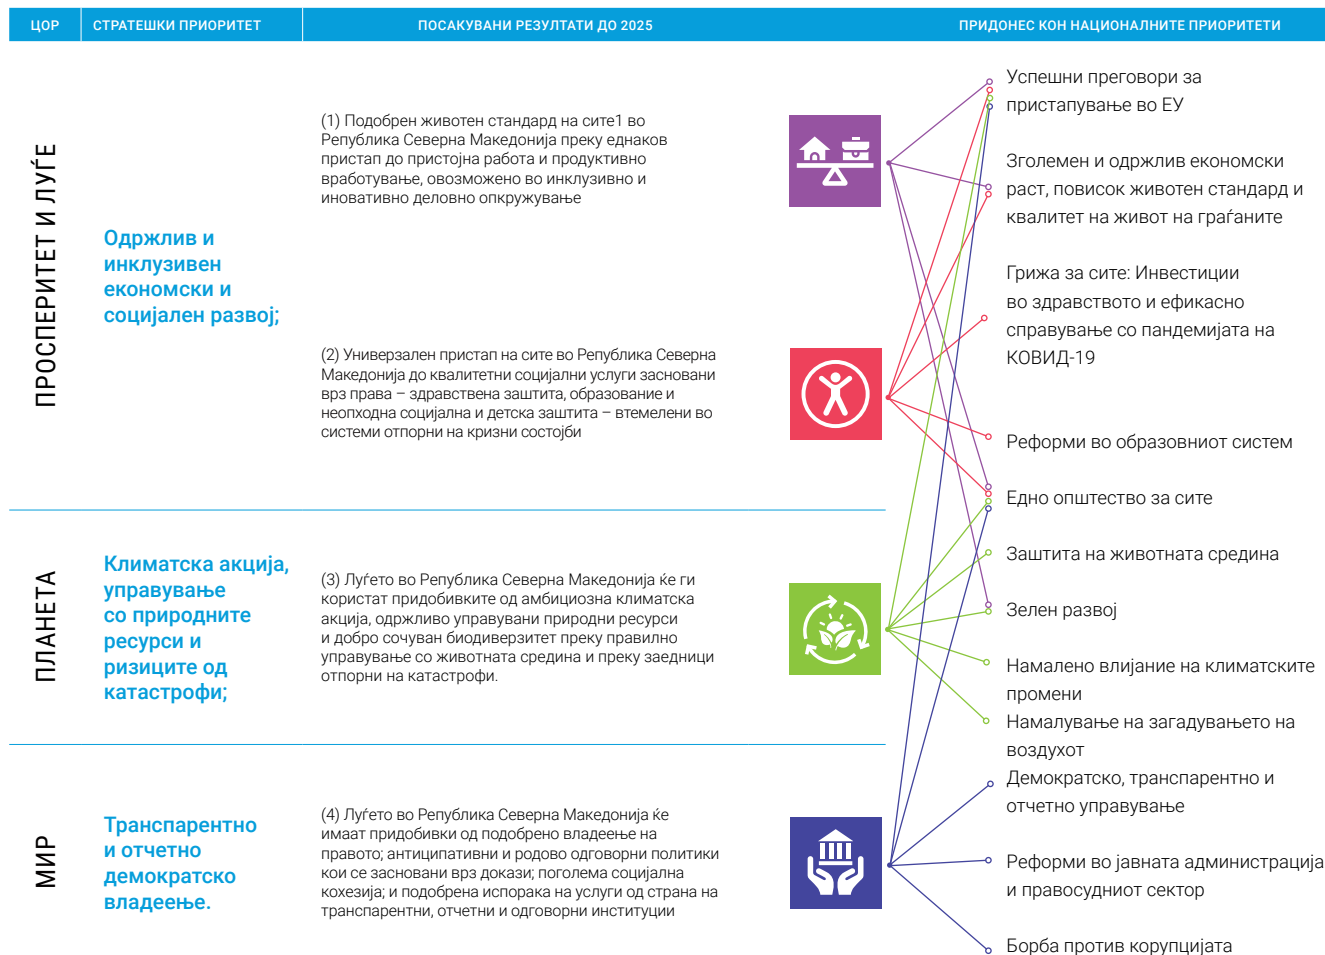 ЦОР
СТРАТЕШКИ ПРИОРИТЕТ
ПОСАКУВАНИ РЕЗУЛТАТИ ДО 2025
ПРИДОНЕС КОН НАЦИОНАЛНИТЕ ПРИОРИТЕТИ
ПРОСПЕРИТЕТ И ЛУЃЕ
Одржлив и
инклузивен
економски и
социјален развој;
(1) Подобрен животен стандард на сите1 во
Република Северна Македонија преку еднаков
пристап до пристојна работа и продуктивно
вработување, овозможено во инклузивно и
иновативно деловно опкружување
(2) Универзален пристап на сите во Република Северна
Македонија до квалитетни социјални услуги засновани
врз права – здравствена заштита, образование и
неопходна социјална и детска заштита – втемелени во
системи отпорни на кризни состојби
ПЛАНЕТА
Климатска акција,
управување
со природните
ресурси и
ризиците од
катастрофи;
(3) Луѓето во Република Северна Македонија ќе ги
користат придобивките од амбициозна климатска
акција, одржливо управувани природни ресурси
и добро сочуван биодиверзитет преку правилно
управување со животната средина и преку заедници
отпорни на катастрофи.
МИР
Транспарентно
и отчетно
демократско
владеење.
(4) Луѓето во Република Северна Македонија ќе
имаат придобивки од подобрено владеење на
правото; антиципативни и родово одговорни политики
кои се засновани врз докази; поголема социјална
кохезија; и подобрена испорака на услуги од страна на
транспарентни, отчетни и одговорни институции
Успешни преговори за
пристапување во ЕУ
Зголемен и одржлив економски
раст, повисок животен стандард и
квалитет на живот на граѓаните
Грижа за сите: Инвестиции
во здравството и ефикасно
справување со пандемијата на
КОВИД-19
Реформи во образовниот систем
Едно општество за сите
Заштита на животната средина
Зелен развој
Намалено влијание на климатските
промени
Намалување на загадувањето на
воздухот
Демократско, транспарентно и
отчетно управување
Реформи во јавната администрација
и правосудниот сектор
Борба против корупцијата